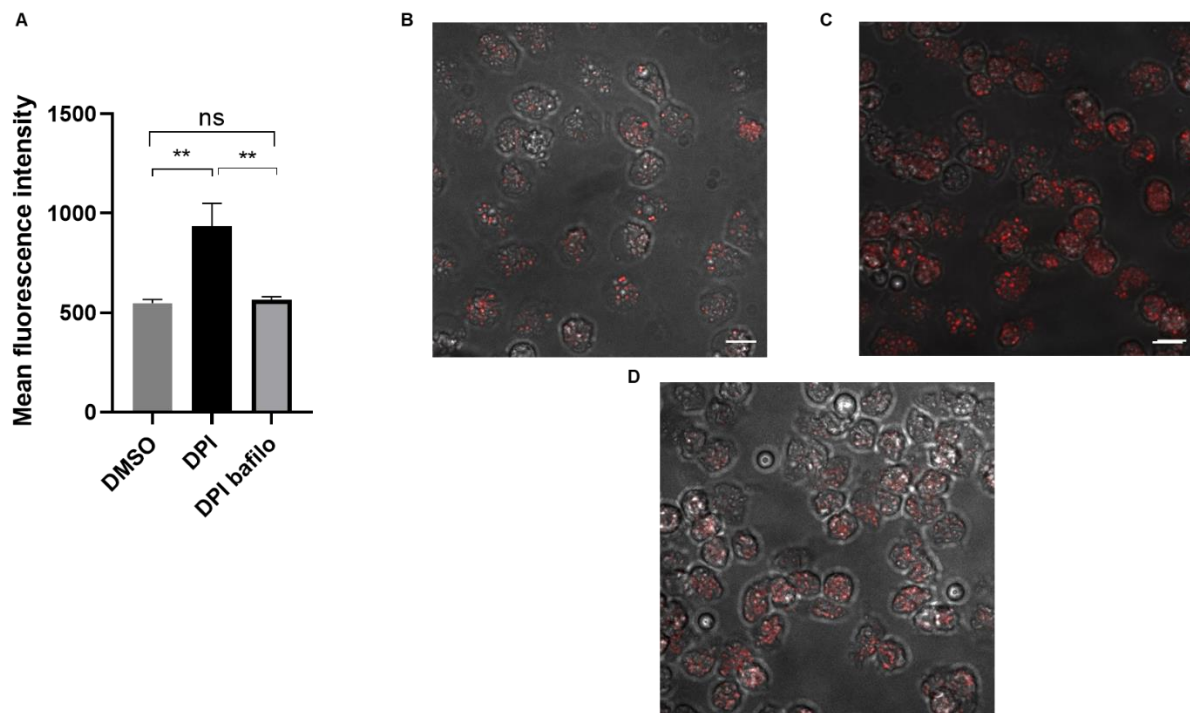 A
B
C
Mean fluorescence intensity
1500
1000
500
0
ns
**
**
DMSO
DPI
DPI bafilo
D